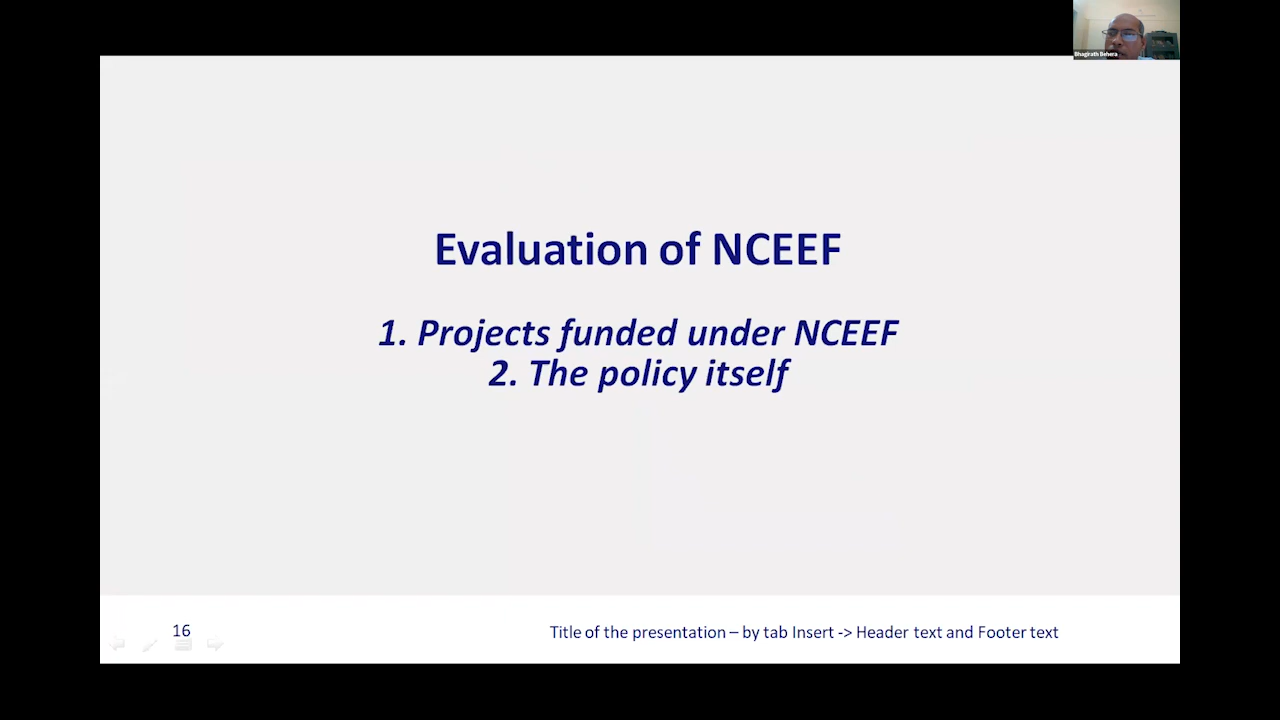 Bhagirath Behera
Evaluation of NCEEF
1. Projects funded under NCEEF
2. The policy itself
16
Title of the presentation – by tab Insert -> Header text and Footer text